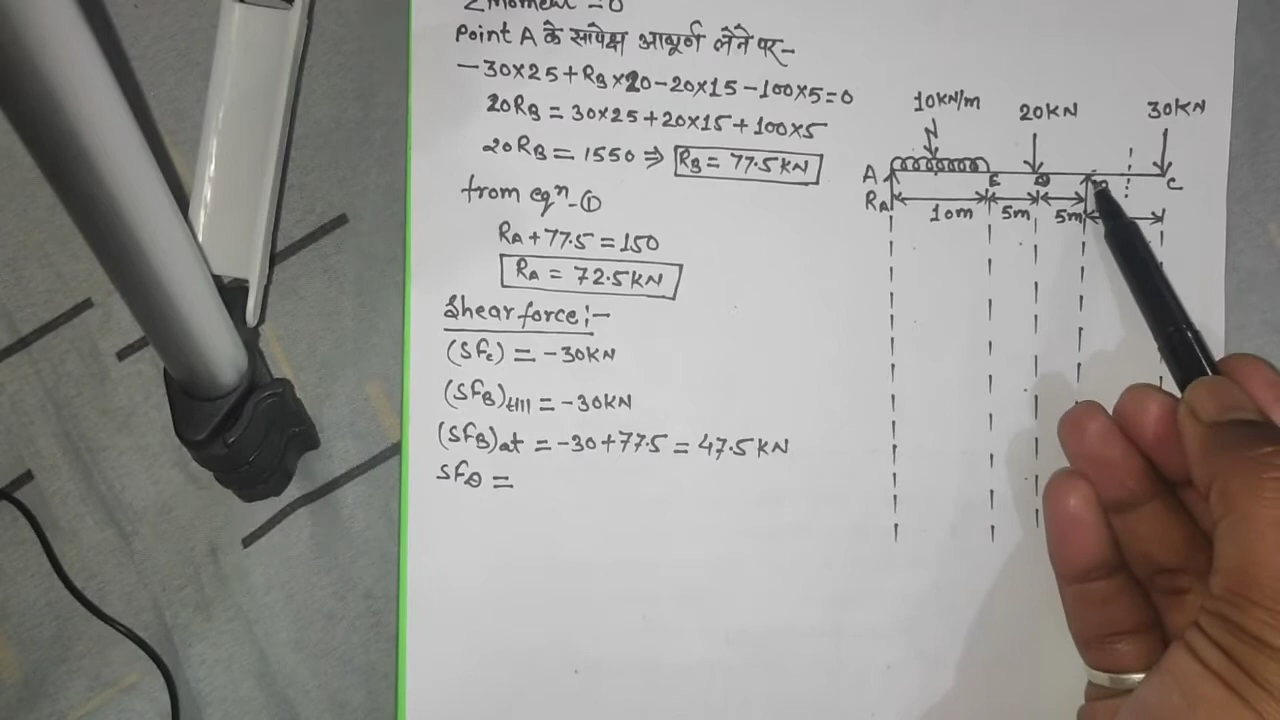 Σ Moment = 0
Point A के सापेक्ष आघूर्ण लेने पर-
-30×25+RB×20-20×15-100×5=0
20RB = 30×25+20×15+100×5
20RB = 1550 ⇒ RB = 77.5KN
from eqn-①
RA+77.5 = 150
RA = 72.5KN
Shear force:-
(SFc) = -30KN
(SFB)till = -30KN
(SFB)at = -30+77.5 = 47.5KN
SFD =
10KN/m
20KN
30KN
A
E
D
B
C
RA
10m
5m
5m